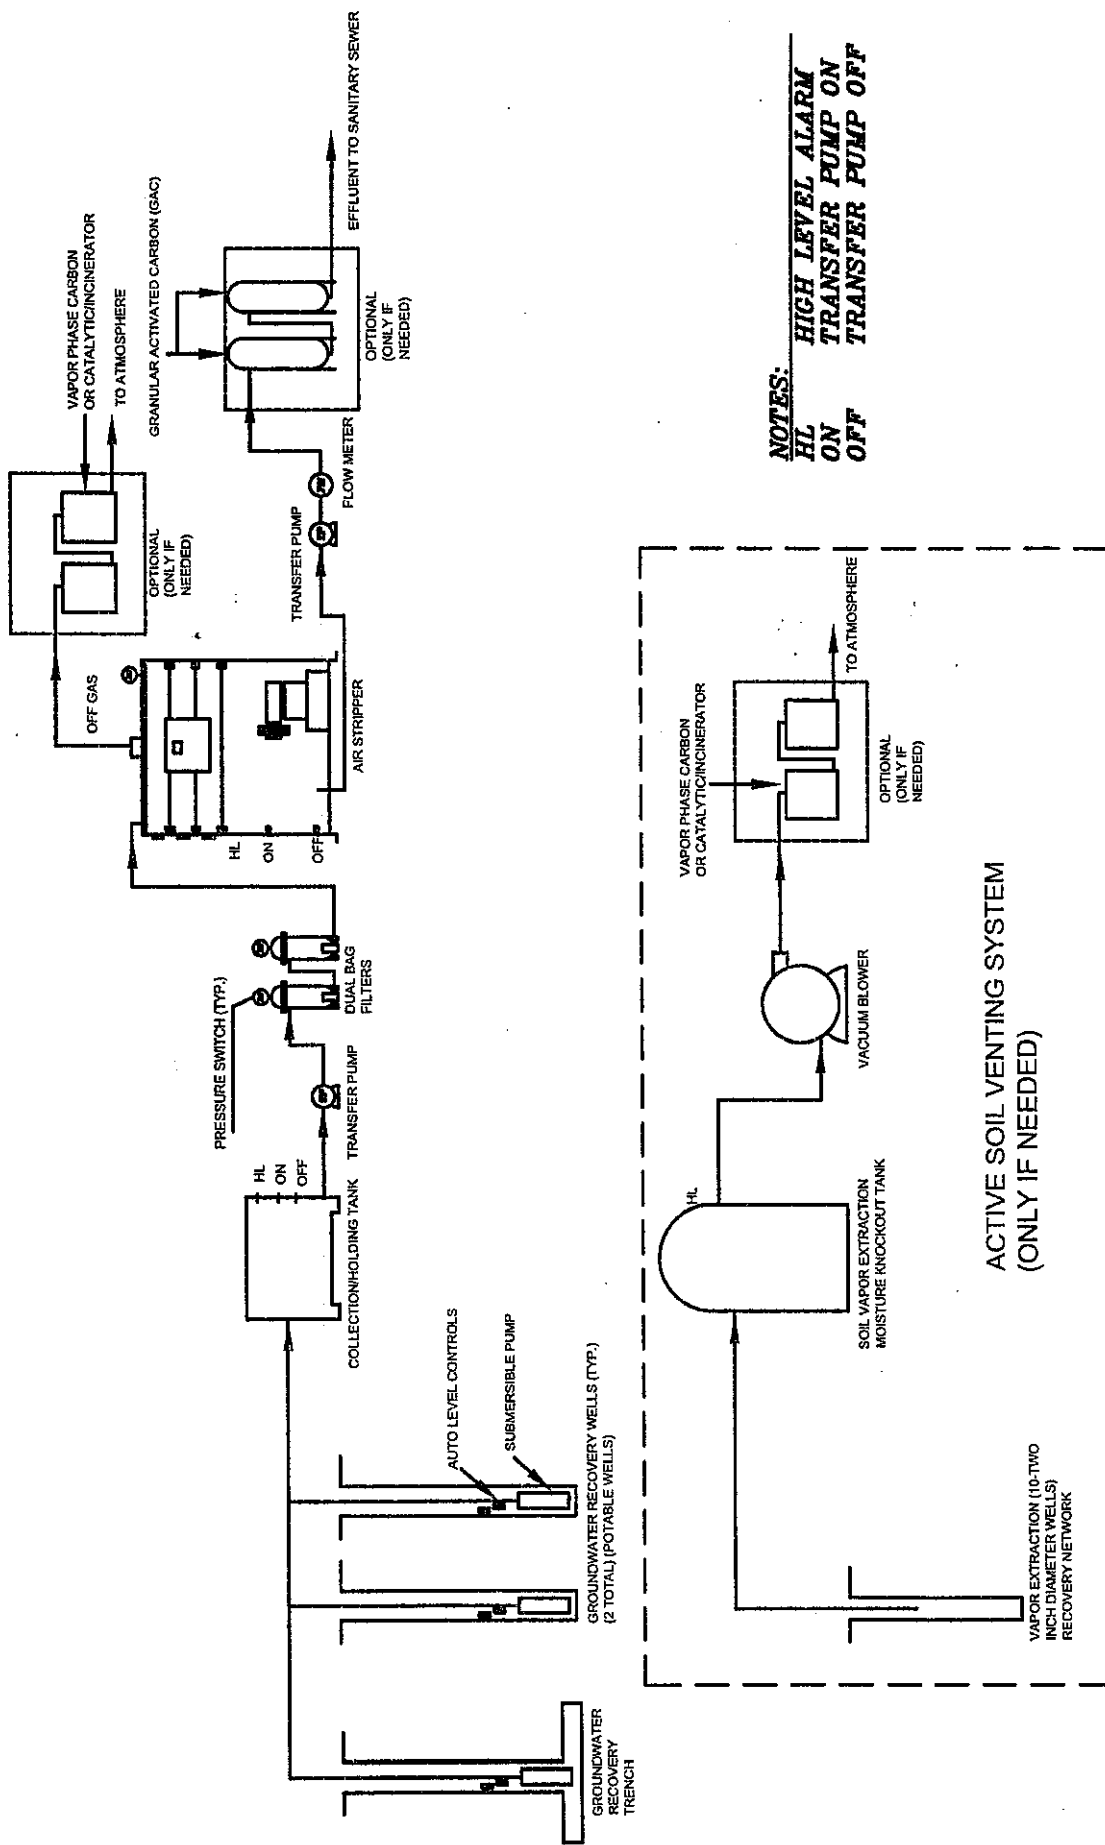 VAPOR PHASE CARBON
OR CATALYTIC/INCINERATOR
TO ATMOSPHERE
GRANULAR ACTIVATED CARBON (GAC)
EFFLUENT TO SANITARY SEWER
OPTIONAL
(ONLY IF
NEEDED)
OPTIONAL
(ONLY IF
NEEDED)
OFF GAS
TRANSFER PUMP
FLOW METER
AIR STRIPPER
HL
ON
OFF
PRESSURE SWITCH (TYP.)
DUAL BAG
FILTERS
TRANSFER PUMP
HL
ON
OFF
COLLECTION/HOLDING TANK
AUTO LEVEL CONTROLS
SUBMERSIBLE PUMP
GROUNDWATER RECOVERY WELLS (TYP.)
(2 TOTAL) (POTABLE WELLS)
GROUNDWATER
RECOVERY
TRENCH
NOTES:
HL HIGH LEVEL ALARM
ON TRANSFER PUMP ON
OFF TRANSFER PUMP OFF
VAPOR PHASE CARBON
OR CATALYTIC/INCINERATOR
TO ATMOSPHERE
OPTIONAL
(ONLY IF
NEEDED)
VACUUM BLOWER
HL
SOIL VAPOR EXTRACTION
MOISTURE KNOCKOUT TANK
VAPOR EXTRACTION (10-TWO
INCH DIAMETER WELLS)
RECOVERY NETWORK
ACTIVE SOIL VENTING SYSTEM
(ONLY IF NEEDED)